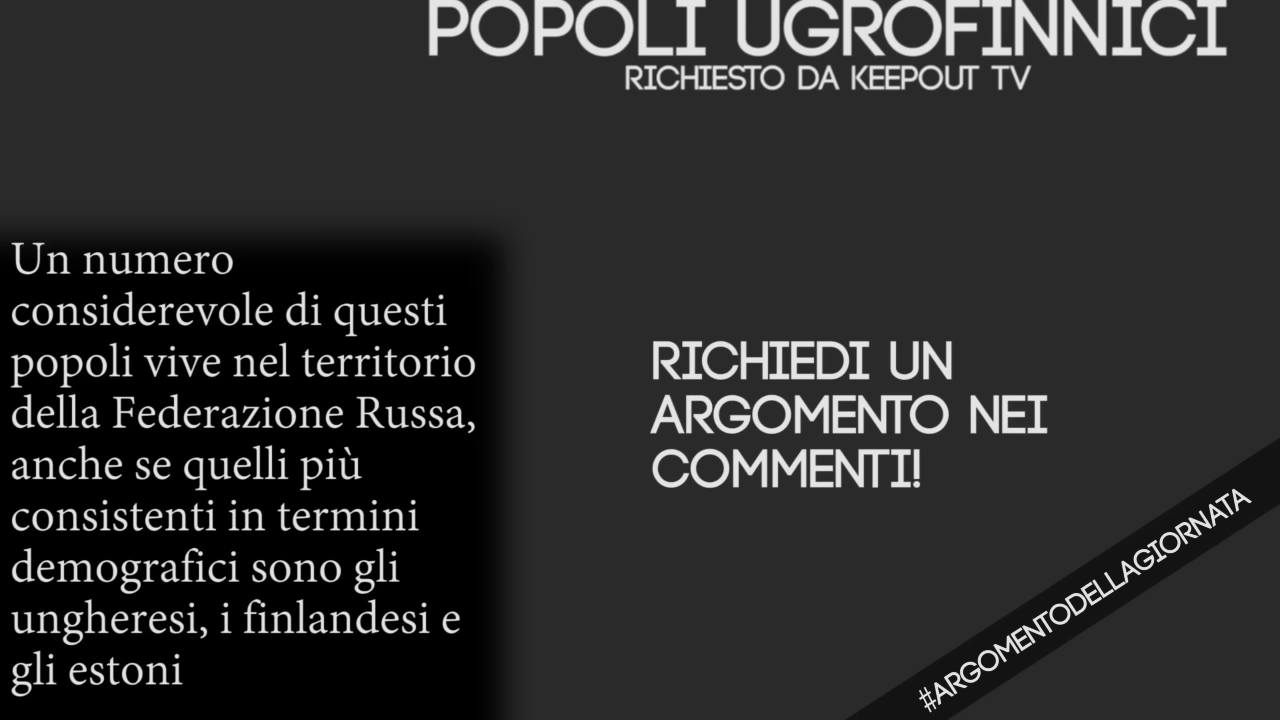 POPOLI UGROFINNICI
RICHIESTO DA KEEPOUT TV
Un numero
considerevole di questi
popoli vive nel territorio
della Federazione Russa,
anche se quelli più
consistenti in termini
demografici sono gli
ungheresi, i finlandesi e
gli estoni
RICHIEDI UN
ARGOMENTO NEI
COMMENTI!
#ARGOMENTODELLAGIORNATA